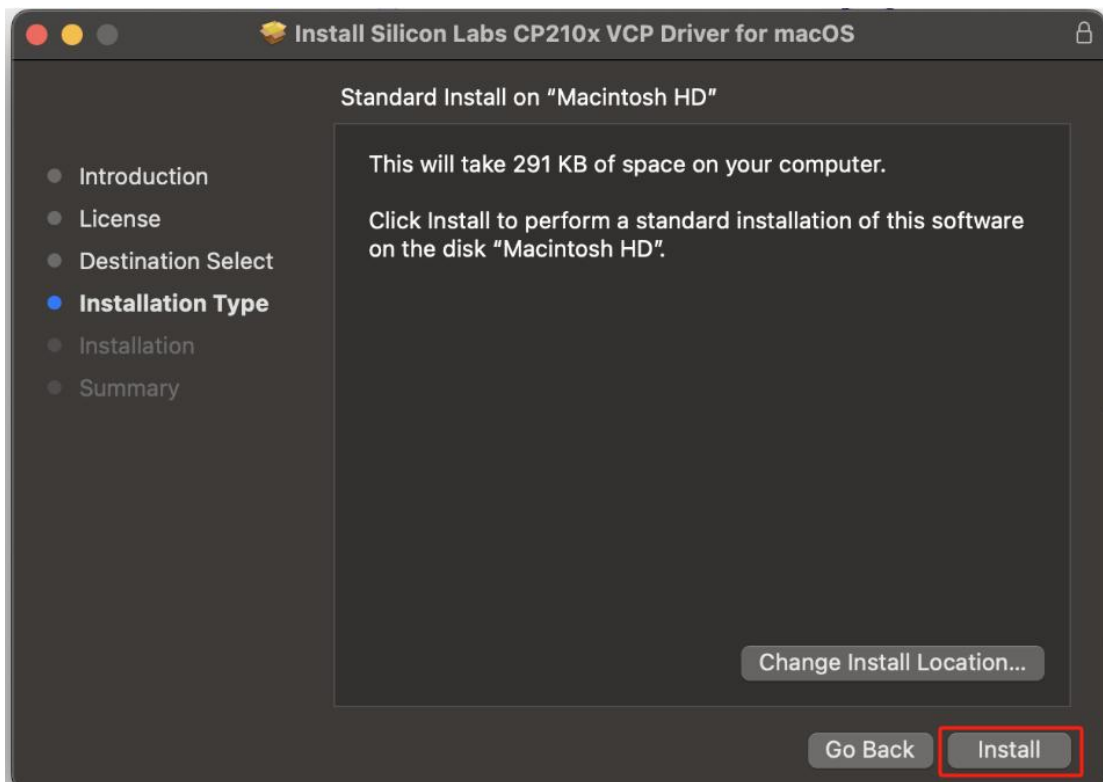 Install Silicon Labs CP210x VCP Driver for macOS
Standard Install on “Macintosh HD”
Introduction
License
Destination Select
Installation Type
Installation
Summary
This will take 291 KB of space on your computer.
Click Install to perform a standard installation of this software
on the disk “Macintosh HD”.
Change Install Location...
Go Back
Install